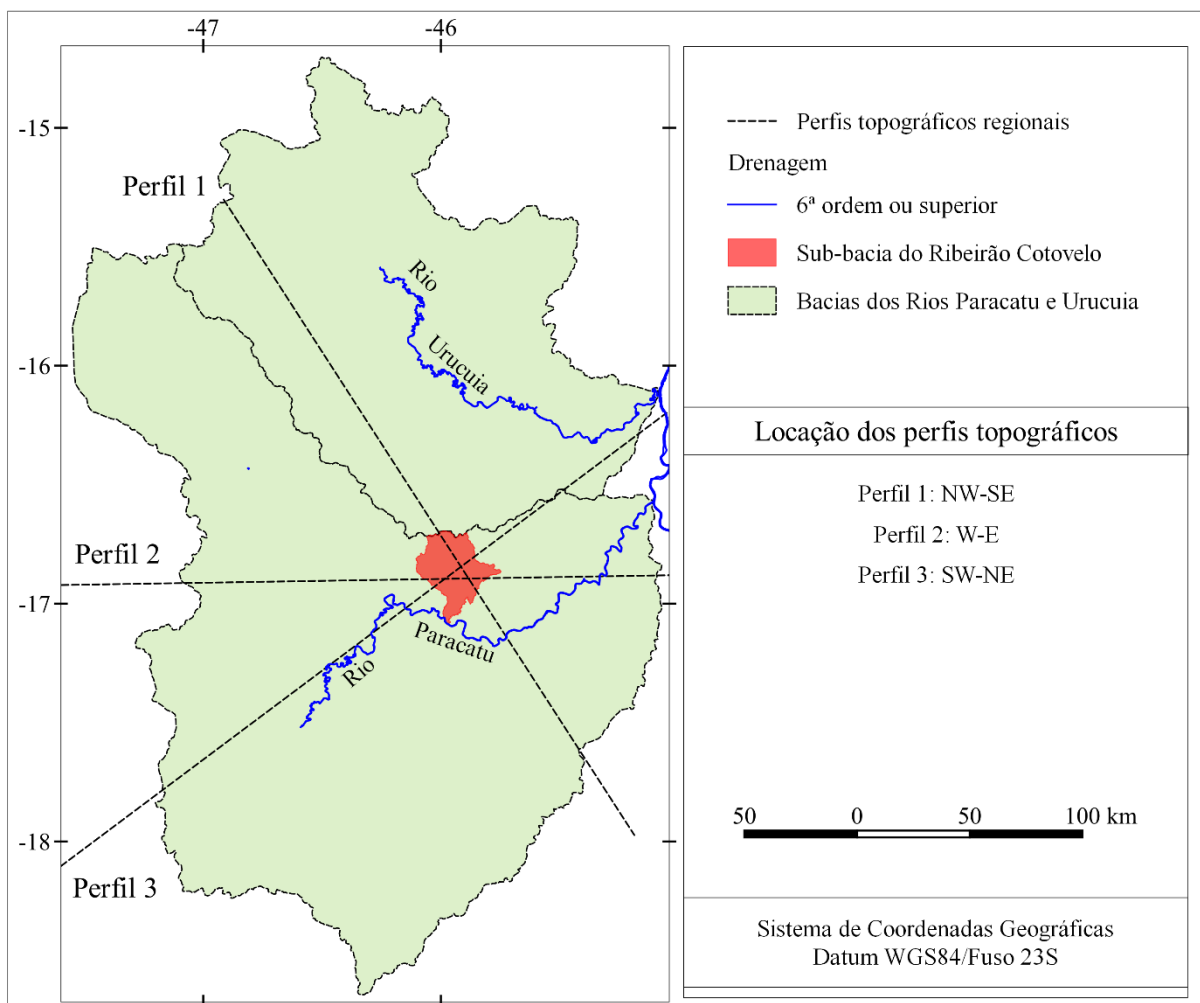 -47
-46
-15
-16
-17
-18
Perfil 1
Perfil 2
Perfil 3
Rio
Urucuia
Paracatu
Rio
Perfis topográficos regionais
Drenagem
6ª ordem ou superior
Sub-bacia do Ribeirão Cotovelo
Bacias dos Rios Paracatu e Urucuia
Locação dos perfis topográficos
Perfil 1: NW-SE
Perfil 2: W-E
Perfil 3: SW-NE
50 0 50 100 km
Sistema de Coordenadas Geográficas
Datum WGS84/Fuso 23S